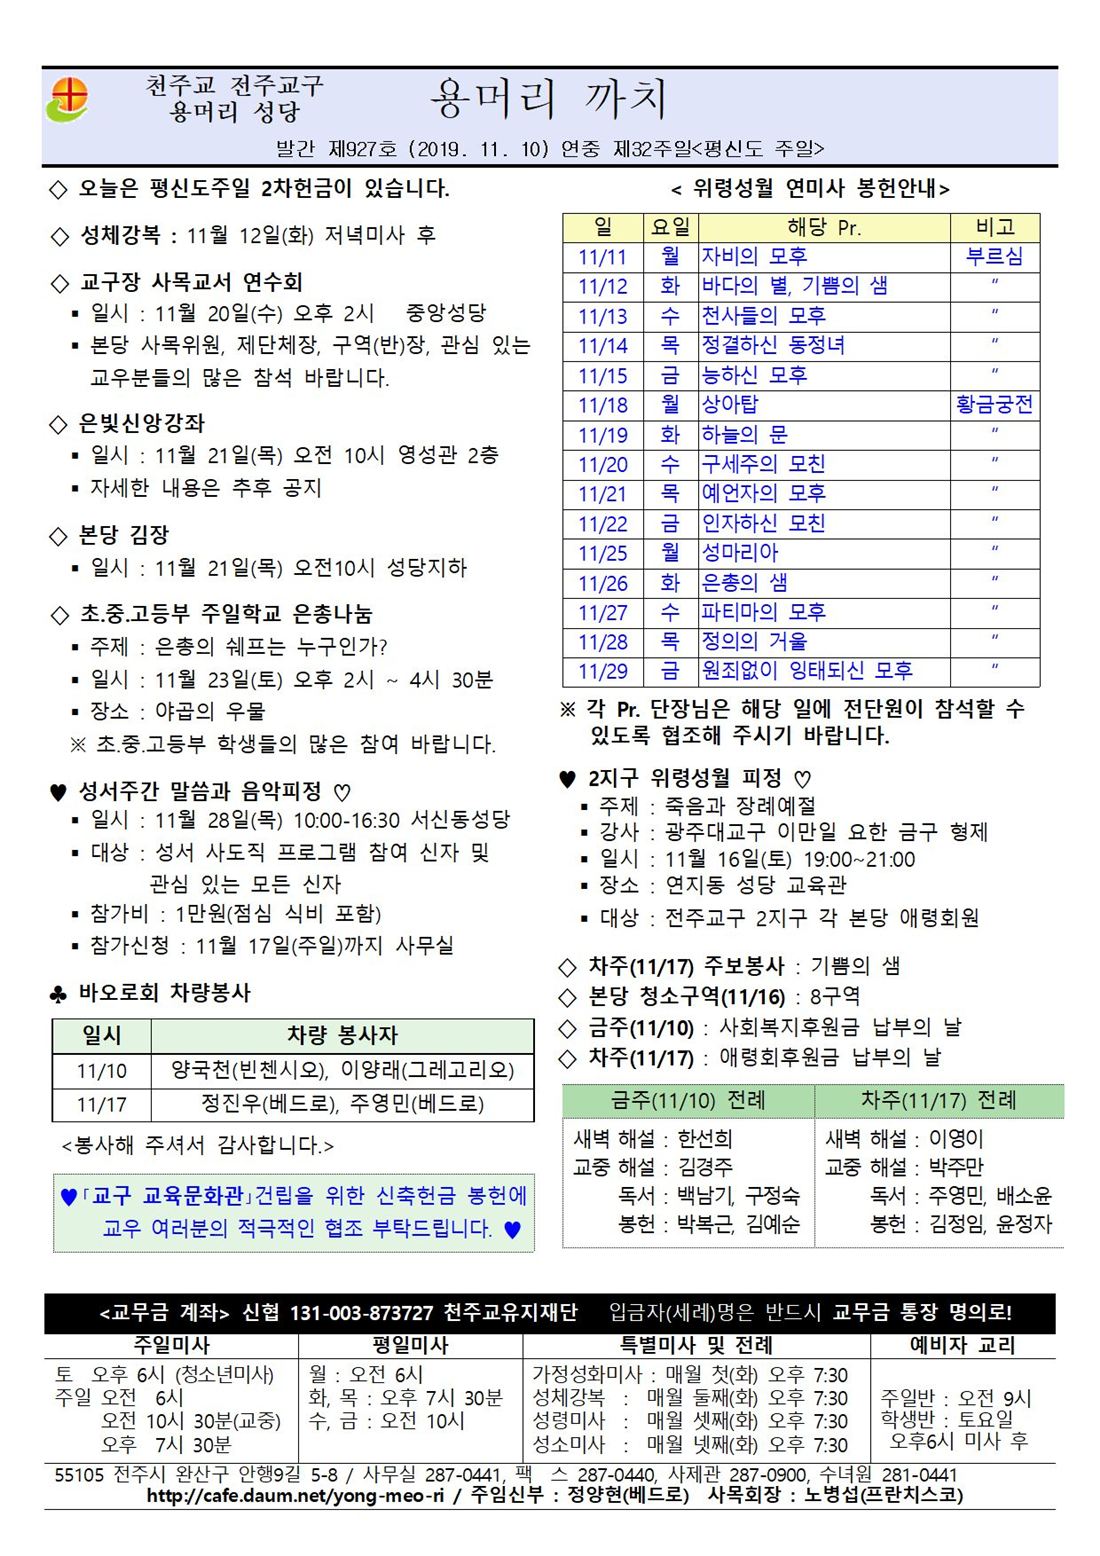 천주교 전주교구
용머리 성당
용머리 까치
발간 제927호 (2019. 11. 10) 연중 제32주일<평신도 주일>
◇ 오늘은 평신도주일 2차헌금이 있습니다.
◇ 성체강복 : 11월 12일(화) 저녁미사 후
◇ 교구장 사목교서 연수회
▪ 일시 : 11월 20일(수) 오후 2시 중앙성당
▪ 본당 사목위원, 제단체장, 구역(반)장, 관심 있는
교우분들의 많은 참석 바랍니다.
◇ 은빛신앙강좌
▪ 일시 : 11월 21일(목) 오전 10시 영성관 2층
▪ 자세한 내용은 추후 공지
◇ 본당 김장
▪ 일시 : 11월 21일(목) 오전10시 성당지하
◇ 초.중.고등부 주일학교 은총나눔
▪ 주제 : 은총의 쉐프는 누구인가?
▪ 일시 : 11월 23일(토) 오후 2시 ~ 4시 30분
▪ 장소 : 야곱의 우물
※ 초.중.고등부 학생들의 많은 참여 바랍니다.
♥ 성서주간 말씀과 음악피정 ♡
▪ 일시 : 11월 28일(목) 10:00-16:30 서신동성당
▪ 대상 : 성서 사도직 프로그램 참여 신자 및
관심 있는 모든 신자
▪ 참가비 : 1만원(점심 식비 포함)
▪ 참가신청 : 11월 17일(주일)까지 사무실
♣ 바오로회 차량봉사
일시 차량 봉사자
11/10 양국천(빈첸시오), 이양래(그레고리오)
11/17 정진우(베드로), 주영민(베드로)
<봉사해 주셔서 감사합니다.>
♥「교구 교육문화관」건립을 위한 신축헌금 봉헌에
교우 여러분의 적극적인 협조 부탁드립니다. ♥
< 위령성월 연미사 봉헌안내>
일 요일 해당 Pr. 비고
11/11 월 자비의 모후 부르심
11/12 화 바다의 별, 기쁨의 샘 〃
11/13 수 천사들의 모후 〃
11/14 목 정결하신 동정녀 〃
11/15 금 능하신 모후 〃
11/18 월 상아탑 황금궁전
11/19 화 하늘의 문 〃
11/20 수 구세주의 모친 〃
11/21 목 예언자의 모후 〃
11/22 금 인자하신 모친 〃
11/25 월 성마리아 〃
11/26 화 은총의 샘 〃
11/27 수 파티마의 모후 〃
11/28 목 정의의 거울 〃
11/29 금 원죄없이 잉태되신 모후 〃
※ 각 Pr. 단장님은 해당 일에 전단원이 참석할 수
있도록 협조해 주시기 바랍니다.
♥ 2지구 위령성월 피정 ♡
▪ 주제 : 죽음과 장례예절
▪ 강사 : 광주대교구 이만일 요한 금구 형제
▪ 일시 : 11월 16일(토) 19:00~21:00
▪ 장소 : 연지동 성당 교육관
▪ 대상 : 전주교구 2지구 각 본당 애령회원
◇ 차주(11/17) 주보봉사 : 기쁨의 샘
◇ 본당 청소구역(11/16) : 8구역
◇ 금주(11/10) : 사회복지후원금 납부의 날
◇ 차주(11/17) : 애령회후원금 납부의 날
금주(11/10) 전례 차주(11/17) 전례
새벽 해설 : 한선희 새벽 해설 : 이영이
교중 해설 : 김경주 교중 해설 : 박주만
독서 : 백남기, 구정숙 독서 : 주영민, 배소윤
봉헌 : 박복근, 김예순 봉헌 : 김정임, 윤정자
<교무금 계좌> 신협 131-003-873727 천주교유지재단 입금자(세례)명은 반드시 교무금 통장 명의로!
주일미사 평일미사 특별미사 및 전례 예비자 교리
토 오후 6시 (청소년미사)
주일 오전 6시
오전 10시 30분(교중)
오후 7시 30분
월 : 오전 6시
화, 목 : 오후 7시 30분
수, 금 : 오전 10시
가정성화미사 : 매월 첫(화) 오후 7:30
성체강복 : 매월 둘째(화) 오후 7:30
성령미사 : 매월 셋째(화) 오후 7:30
성소미사 : 매월 넷째(화) 오후 7:30
주일반 : 오전 9시
학생반 : 토요일
오후6시 미사 후
55105 전주시 완산구 안행9길 5-8 / 사무실 287-0441, 팩 스 287-0440, 사제관 287-0900, 수녀원 281-0441
http://cafe.daum.net/yong-meo-ri / 주임신부 : 정양현(베드로) 사목회장 : 노병섭(프란치스코)